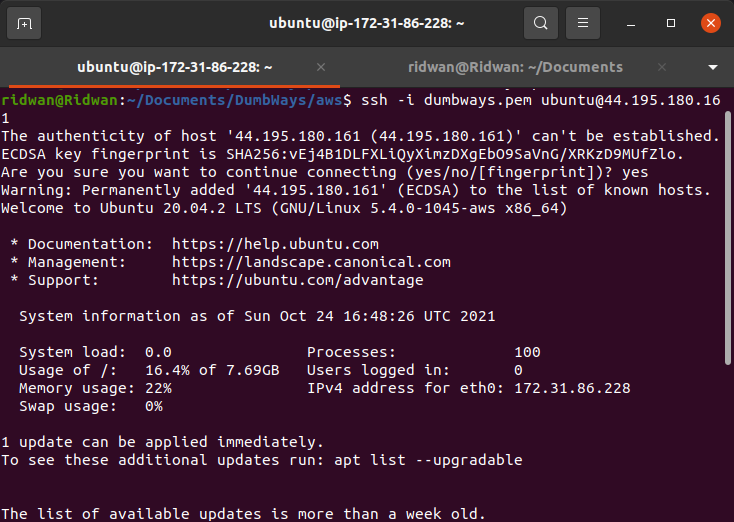 ubuntu@ip-172-31-86-228: ~
ubuntu@ip-172-31-86-228: ~
ridwan@Ridwan: ~/Documents
ridwan@Ridwan:~/Documents/DumbWays/aws$ ssh -i dumbways.pem ubuntu@44.195.180.16
1
The authenticity of host '44.195.180.161 (44.195.180.161)' can't be established.
ECDSA key fingerprint is SHA256:vEj4B1DLFXLiQyXimzDXgEbO9SaVnG/XRKzD9MUfZlo.
Are you sure you want to continue connecting (yes/no/[fingerprint])? yes
Warning: Permanently added '44.195.180.161' (ECDSA) to the list of known hosts.
Welcome to Ubuntu 20.04.2 LTS (GNU/Linux 5.4.0-1045-aws x86_64)
* Documentation:  https://help.ubuntu.com
* Management:     https://landscape.canonical.com
* Support:        https://ubuntu.com/advantage
System information as of Sun Oct 24 16:48:26 UTC 2021
System load:  0.0               Processes:             100
Usage of /:   16.4% of 7.69GB   Users logged in:       0
Memory usage: 22%               IPv4 address for eth0: 172.31.86.228
Swap usage:   0%
1 update can be applied immediately.
To see these additional updates run: apt list --upgradable
The list of available updates is more than a week old.